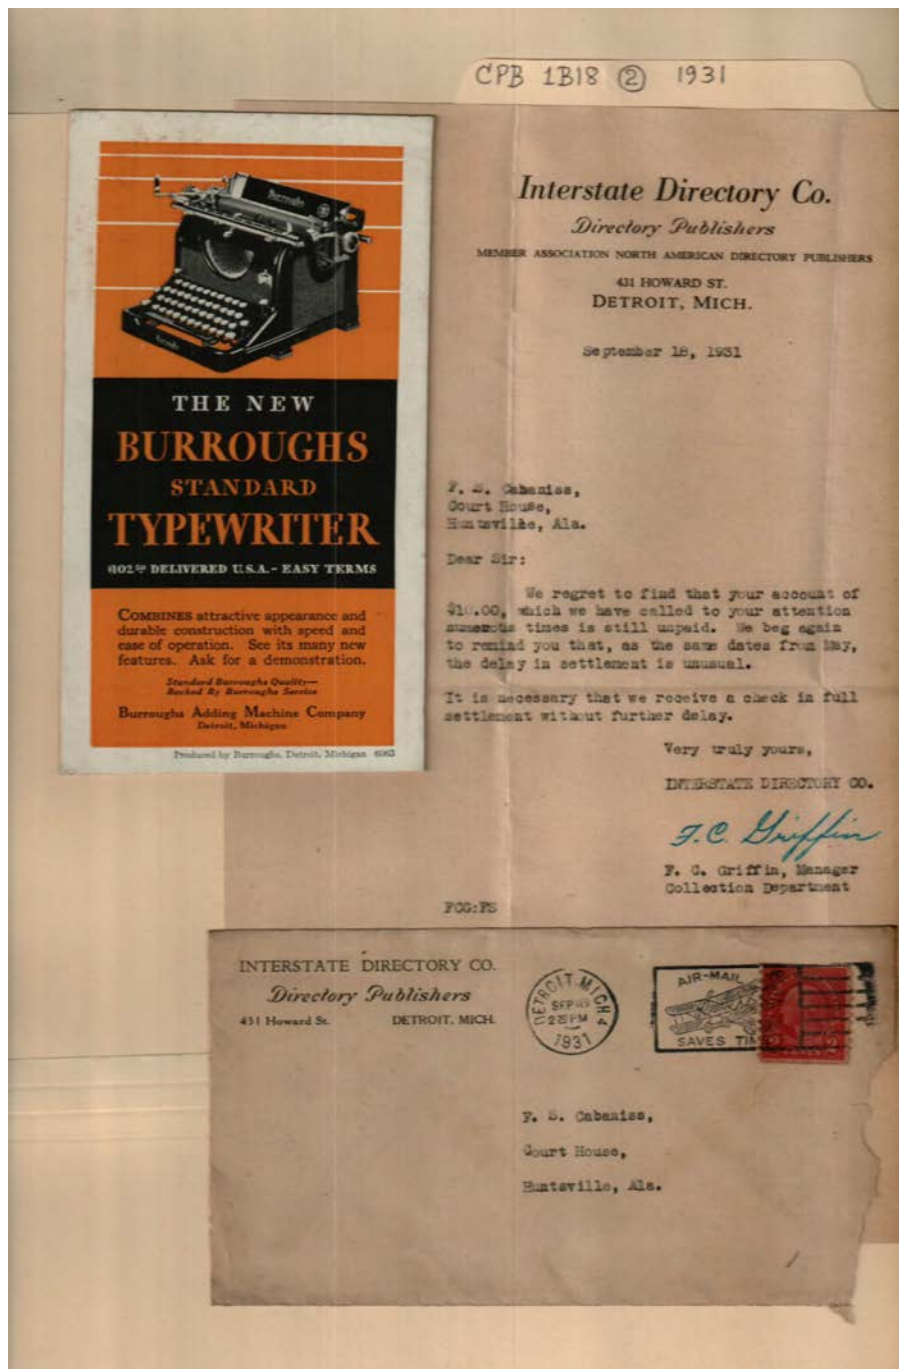 CPB 1B18 ② 1931
Burroughs
Burroughs
THE NEW
BURROUGHS
STANDARD
TYPEWRITER
$102.50 DELIVERED U.S.A. - EASY TERMS
COMBINES attractive appearance and
durable construction with speed and
ease of operation. See its many new
features. Ask for a demonstration.
Standard Burroughs Quality—
Backed By Burroughs Service
Burroughs Adding Machine Company
Detroit, Michigan
Produced by Burroughs, Detroit, Michigan 6063
Interstate Directory Co.
Directory Publishers
MEMBER ASSOCIATION NORTH AMERICAN DIRECTORY PUBLISHERS
431 HOWARD ST.
DETROIT, MICH.
September 18, 1931
F. S. Cabaniss,
Court House,
Huntsville, Ala.
Dear Sir:
We regret to find that your account of
$10.00, which we have called to your attention
numerous times is still unpaid. We beg again
to remind you that, as the same dates from May,
the delay in settlement is unusual.
It is necessary that we receive a check in full
settlement without further delay.
Very truly yours,
INTERSTATE DIRECTORY CO.
F.C. Griffin
F. C. Griffin, Manager
Collection Department
FCG:FS
INTERSTATE DIRECTORY CO.
Directory Publishers
431 Howard St. DETROIT, MICH.
DETROIT, MICH 4
SEP
PM
1931
AIR-MAIL
SAVES TIME
F. S. Cabaniss,
Court House,
Huntsville, Ala.